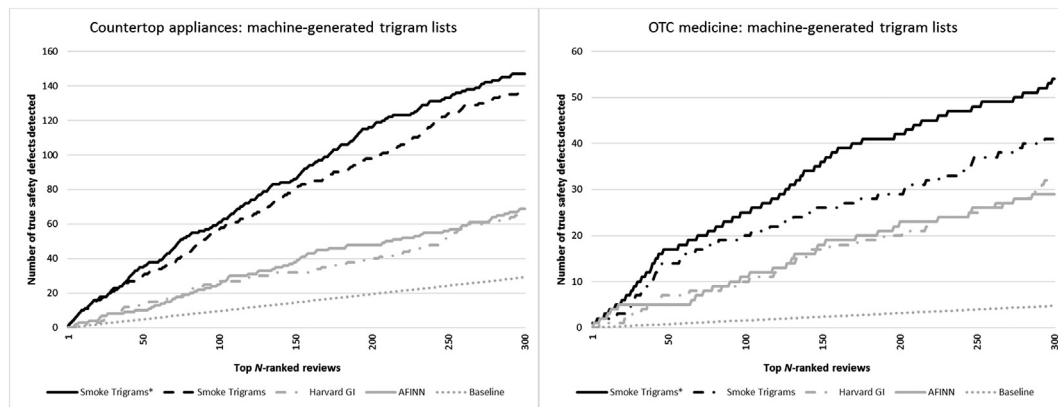 Countertop appliances: machine-generated trigram lists
Number of true safety defects detected
160
140
120
100
80
60
40
20
0
1
50
100
150
200
250
300
Top N-ranked reviews
Smoke Trigrams*
Smoke Trigrams
Harvard GI
AFINN
Baseline
OTC medicine: machine-generated trigram lists
Number of true safety defects detected
60
50
40
30
20
10
0
1
50
100
150
200
250
300
Top N-ranked reviews
Smoke Trigrams*
Smoke Trigrams
Harvard GI
AFINN
Baseline